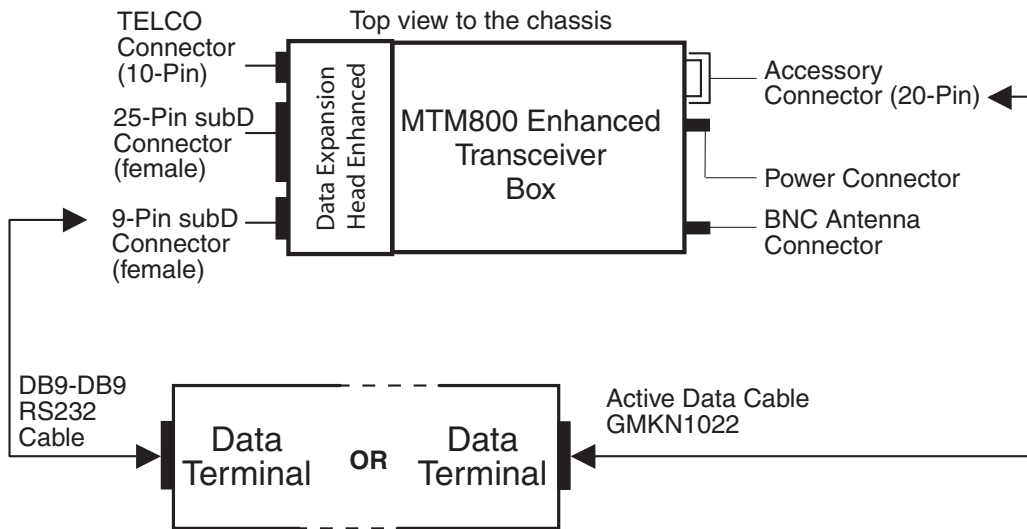 Top view to the chassis
TELCO
Connector
(10-Pin)
25-Pin subD
Connector
(female)
9-Pin subD
Connector
(female)
Data Expansion
Head Enhanced
MTM800 Enhanced
Transceiver
Box
Accessory
Connector (20-Pin)
Power Connector
BNC Antenna
Connector
DB9-DB9
RS232
Cable
Data
Terminal
OR
Data
Terminal
Active Data Cable
GMKN1022